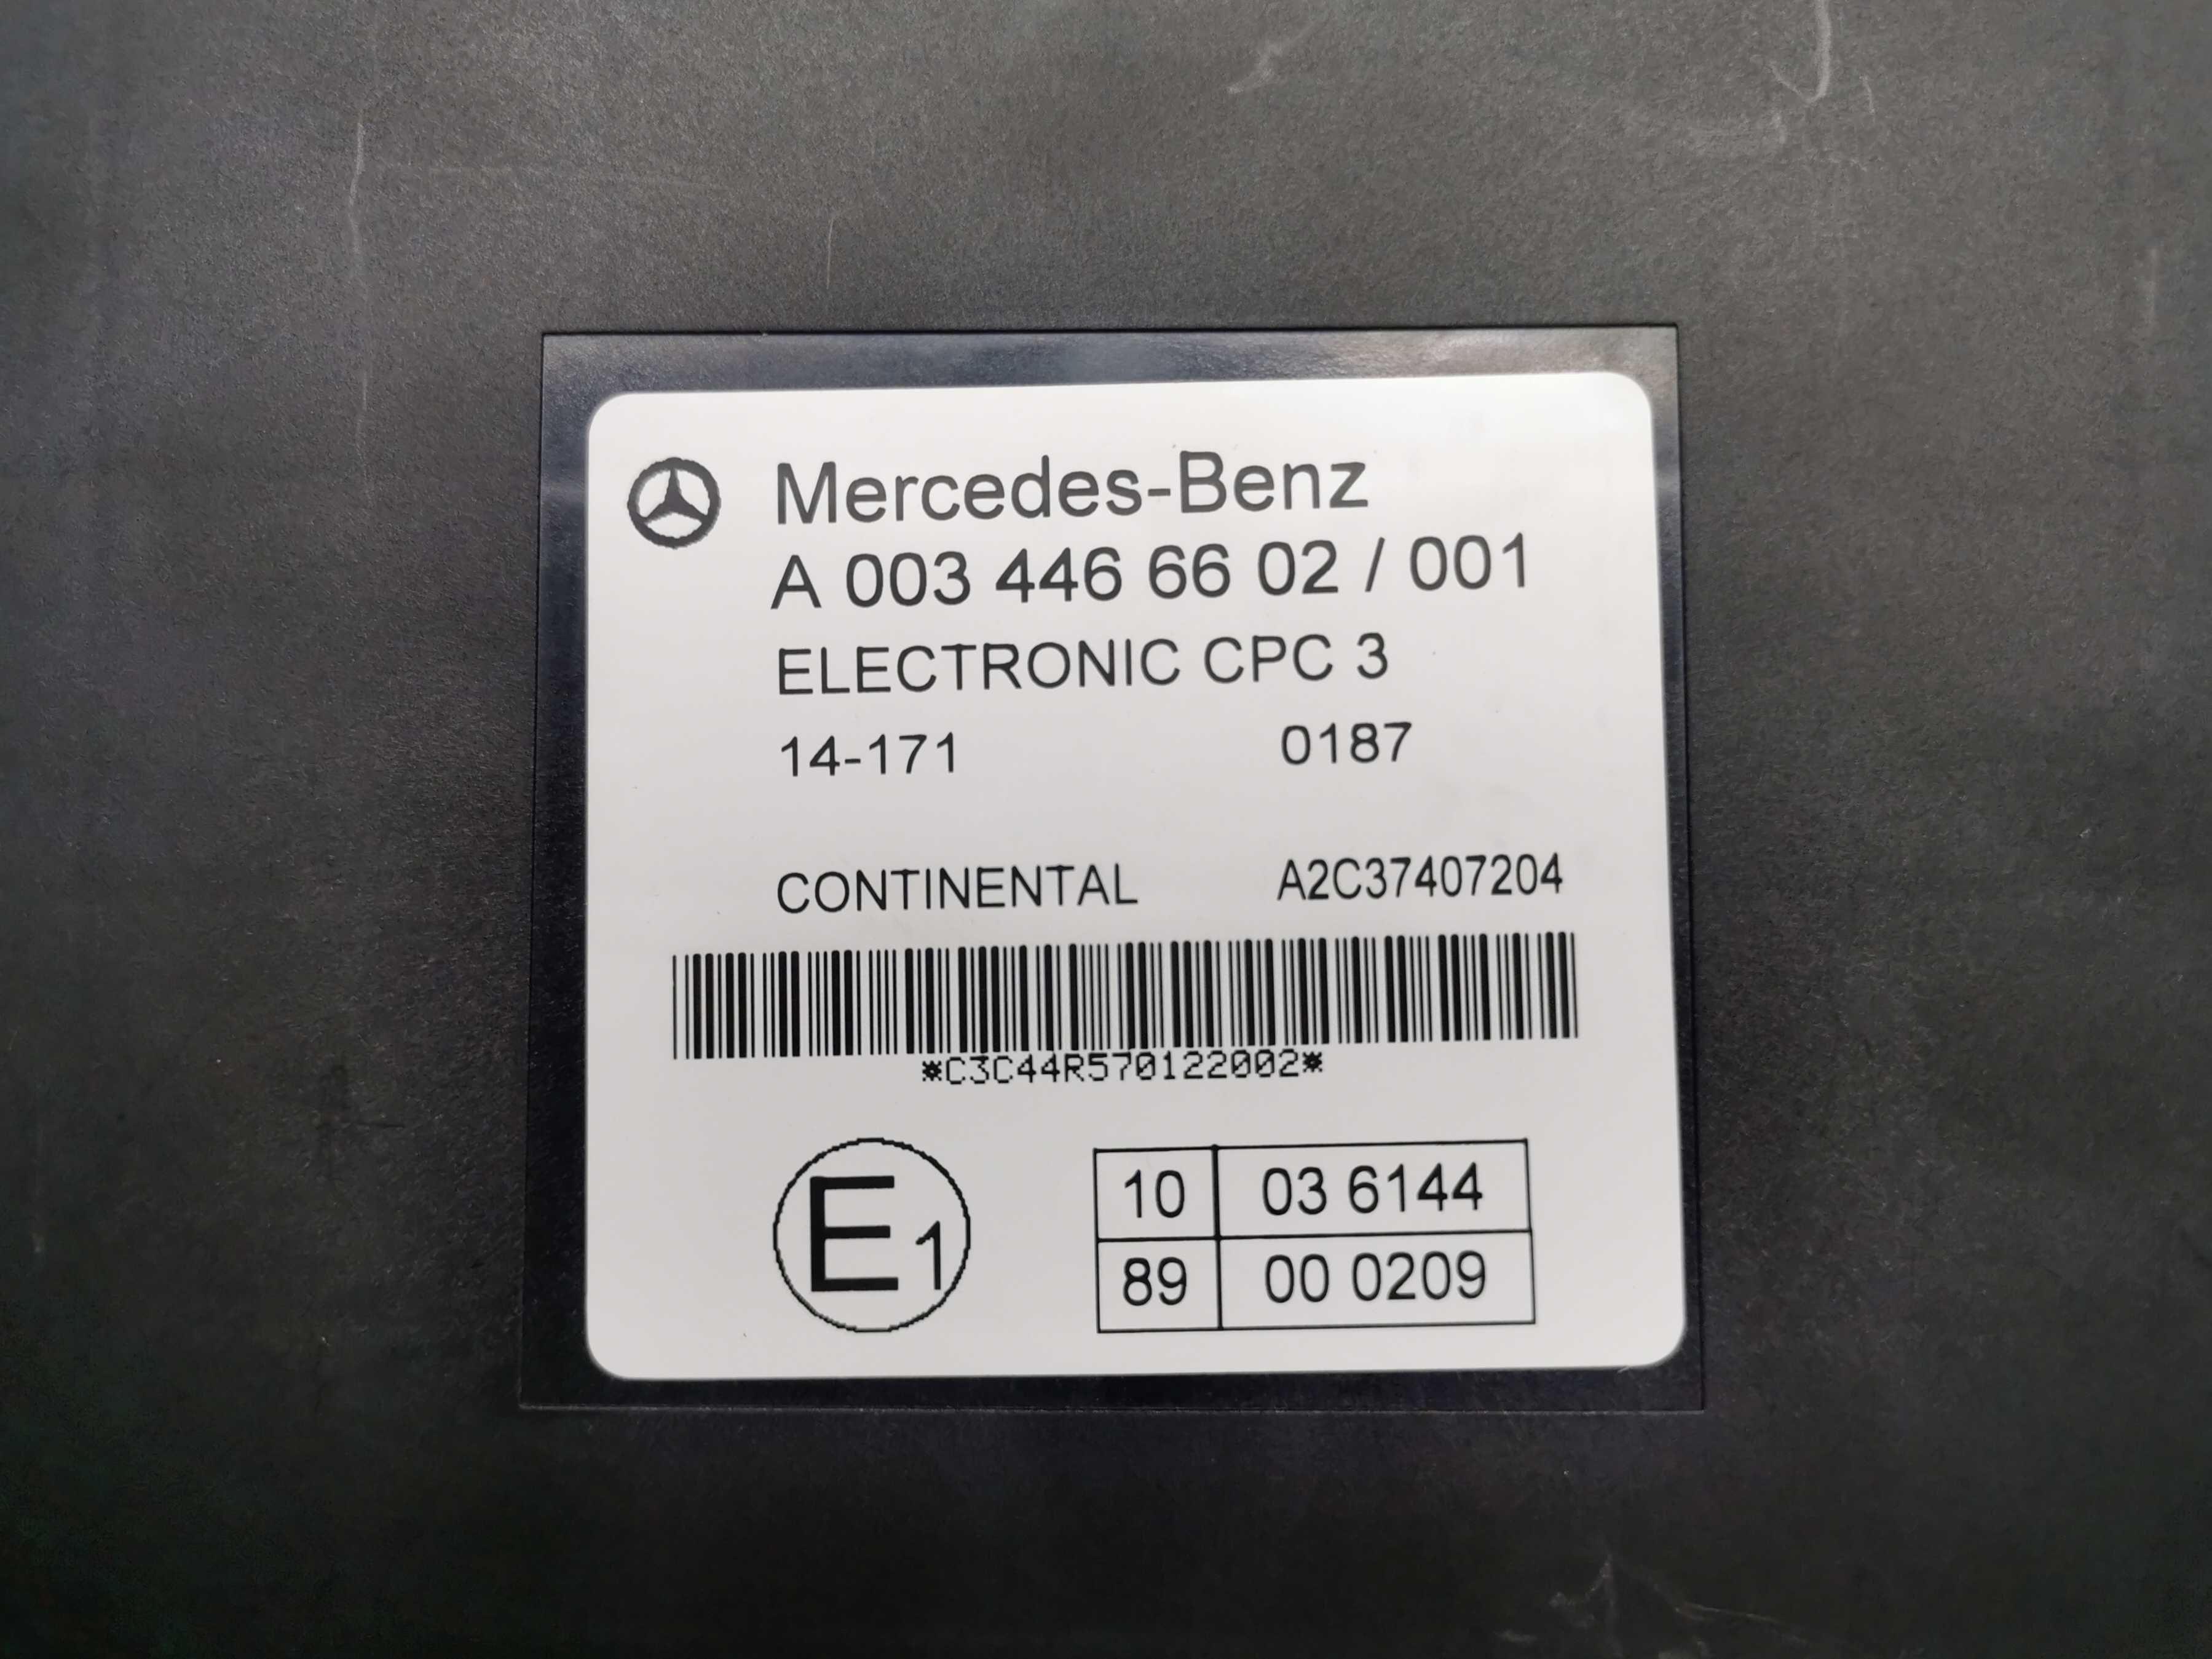 Mercedes-Benz
A 003 446 66 02 / 001
ELECTRONIC CPC 3
14-171 0187
CONTINENTAL A2C37407204
*C3C44R570122002*
E1
10 03 6144
89 00 0209